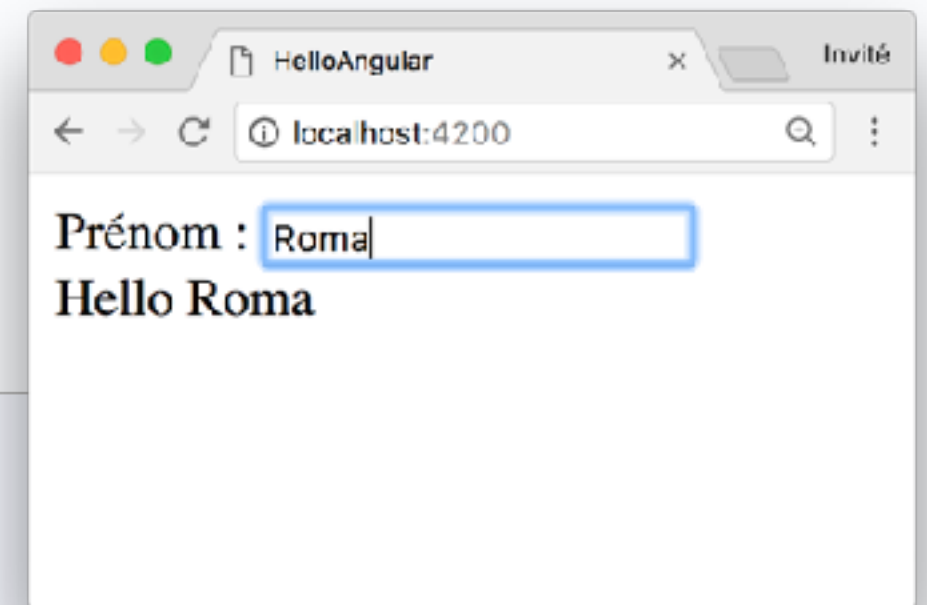 HelloAngular
Invité
localhost:4200
Prénom : Roma
Hello Roma